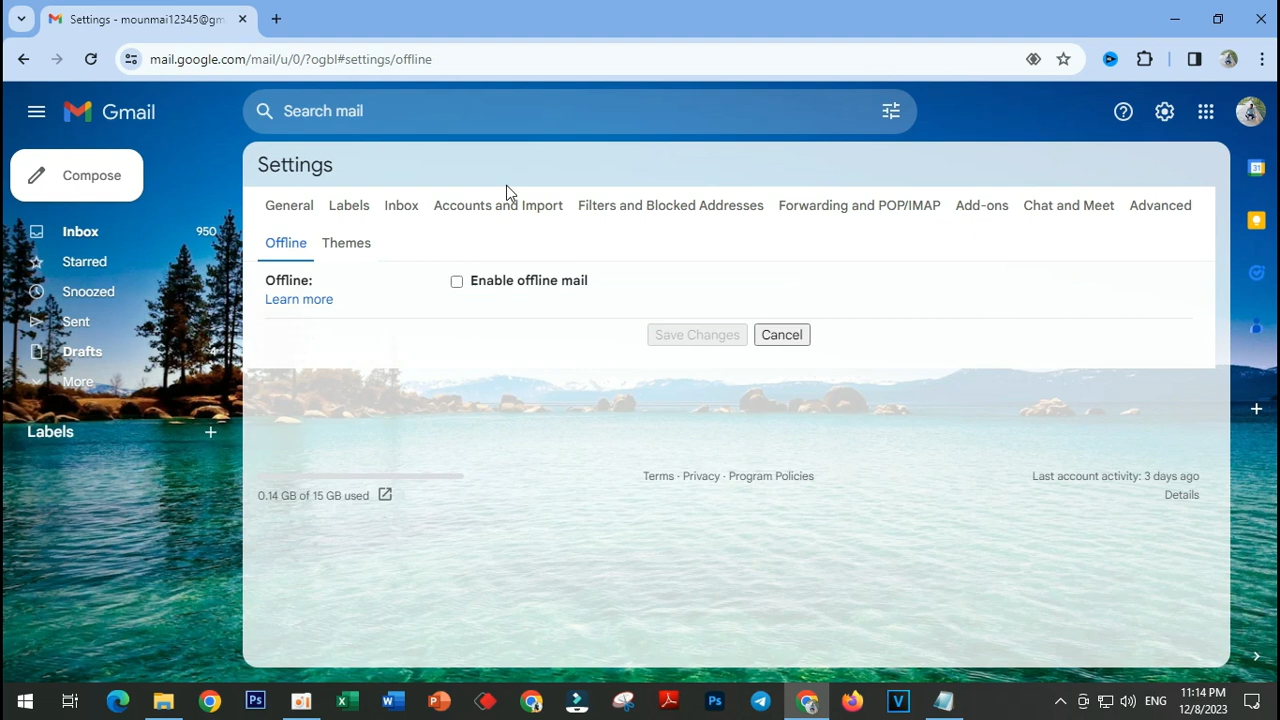 Settings - mounmai12345@gm
mail.google.com/mail/u/0/?ogbl#settings/offline
Gmail
Search mail
Compose
Inbox 950
Starred
Snoozed
Sent
Drafts 4
More
Labels
Settings
General Labels Inbox Accounts and Import Filters and Blocked Addresses Forwarding and POP/IMAP Add-ons Chat and Meet Advanced
Offline Themes
Offline: Enable offline mail
Learn more
Save Changes Cancel
Terms · Privacy · Program Policies
Last account activity: 3 days ago
0.14 GB of 15 GB used
Details
31
Ps
X
W
P
Ps
V
ENG
11:14 PM
12/8/2023